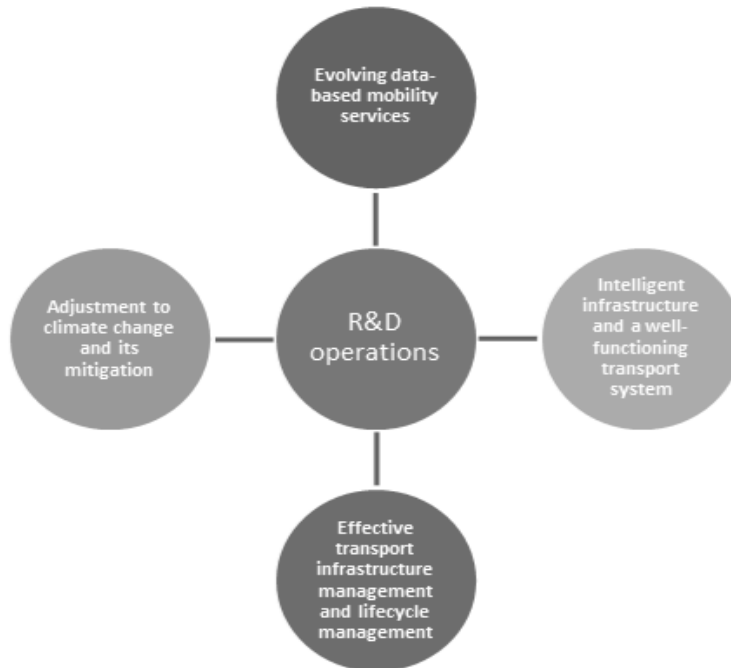 Evolving data-
based mobility
services
Adjustment to
climate change
and its
mitigation
R&D
operations
Intelligent
infrastructure
and a well-
functioning
transport
system
Effective
transport
infrastructure
management
and lifecycle
management